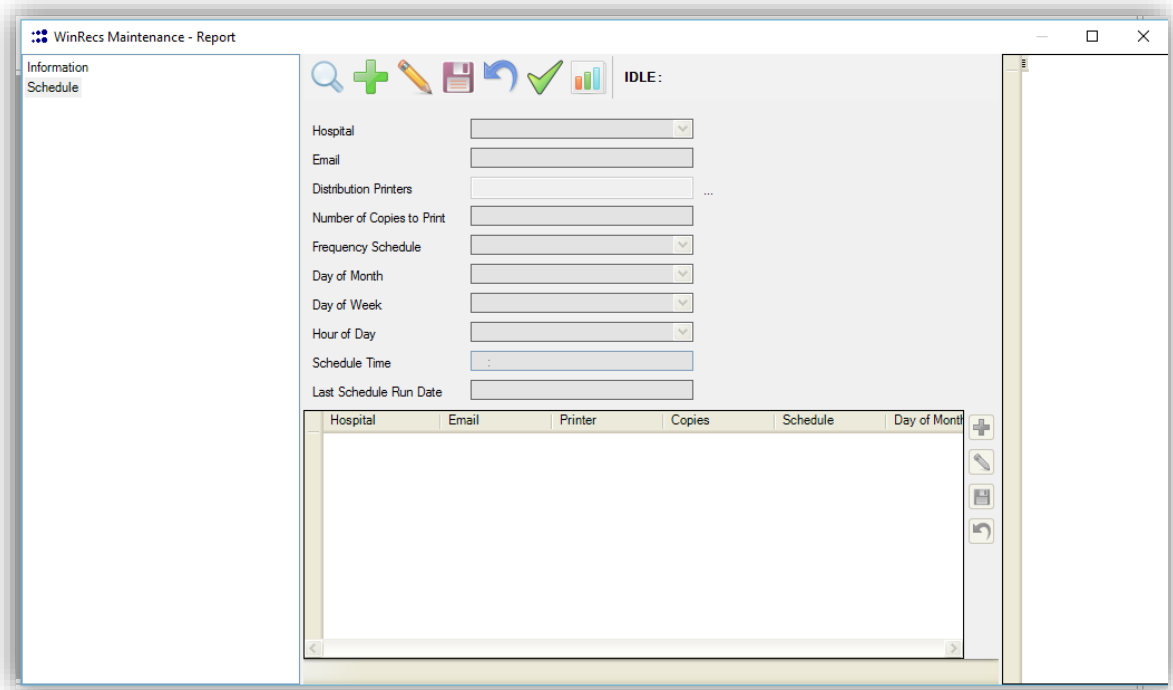 WinRecs Maintenance - Report
Information
Schedule
IDLE:
Hospital
Email
Distribution Printers
...
Number of Copies to Print
Frequency Schedule
Day of Month
Day of Week
Hour of Day
Schedule Time
:
Last Schedule Run Date
Hospital Email Printer Copies Schedule Day of Month